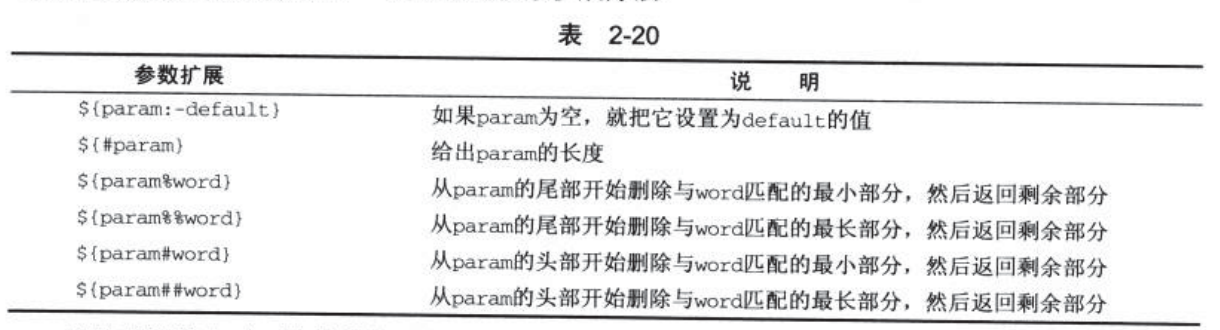 表 2-20
参数扩展 说 明
${param:-default} 如果param为空，就把它设置为default的值
${#param} 给出param的长度
${param%word} 从param的尾部开始删除与word匹配的最小部分，然后返回剩余部分
${param%%word} 从param的尾部开始删除与word匹配的最长部分，然后返回剩余部分
${param#word} 从param的头部开始删除与word匹配的最小部分，然后返回剩余部分
${param##word} 从param的头部开始删除与word匹配的最长部分，然后返回剩余部分